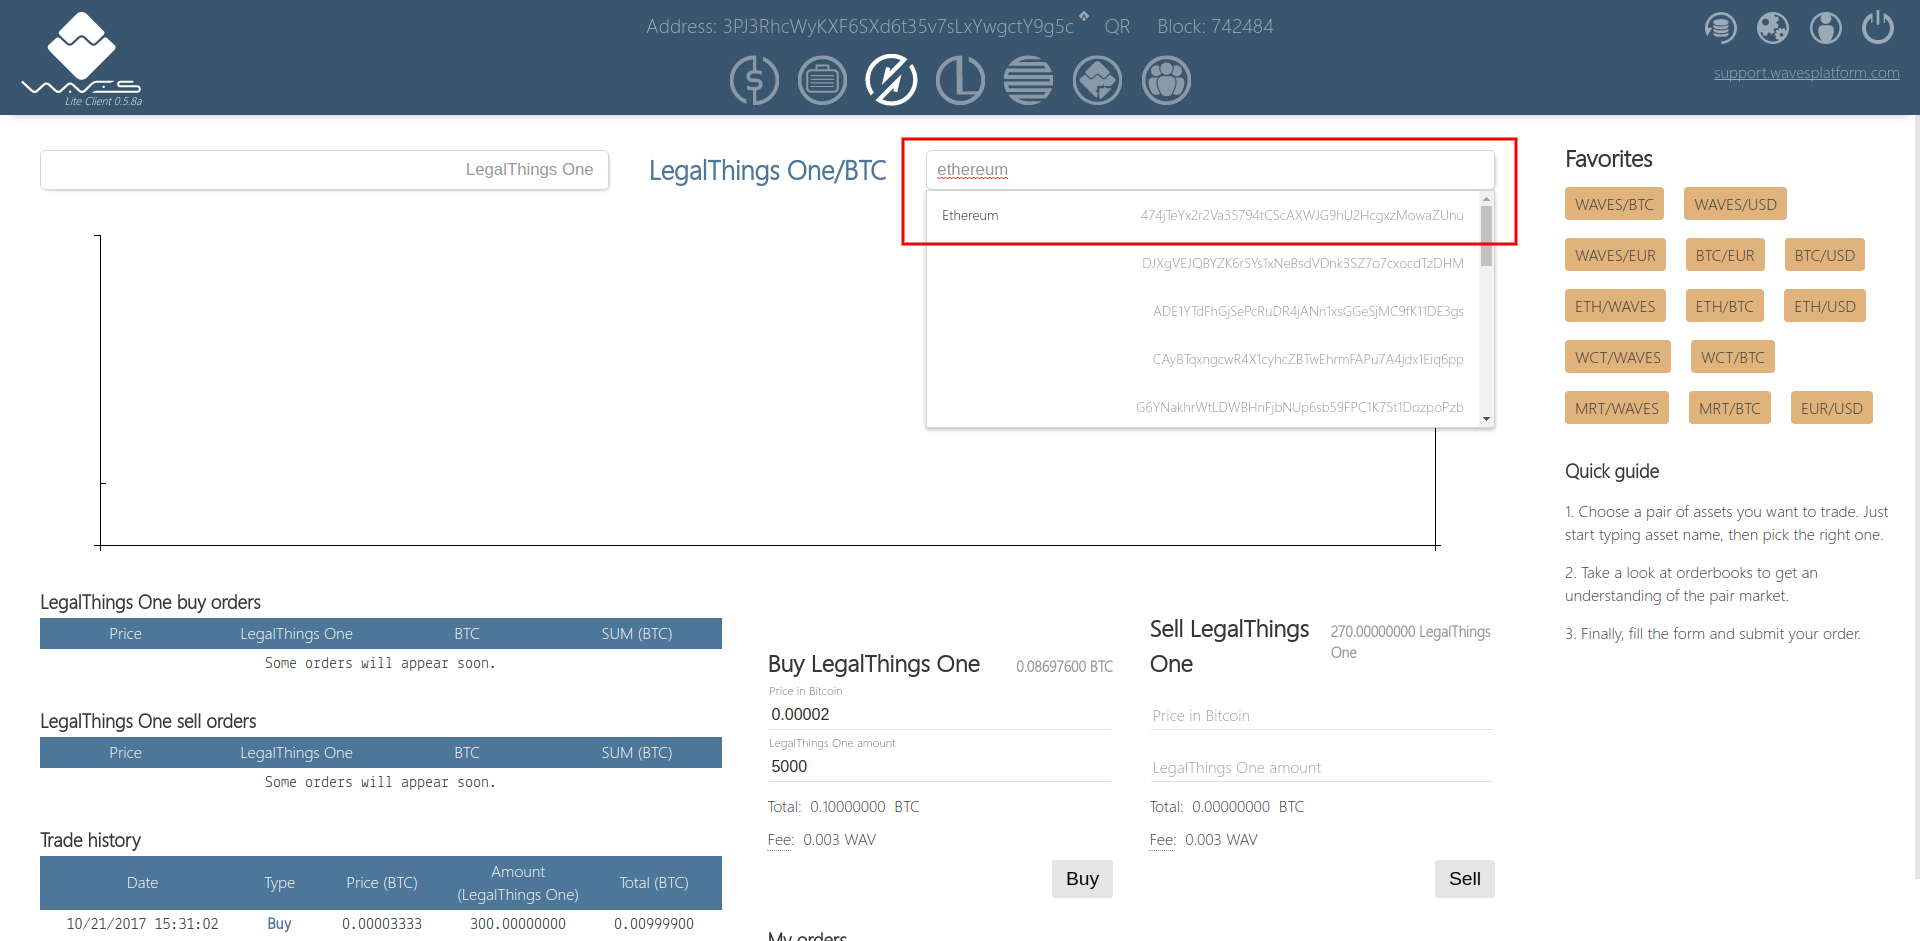 WAVES
Lite Client 0.5.8a
Address: 3PJ3RhcWyKXF6SXd6t35v7sLxYwgctY9g5c QR Block: 742484
support.wavesplatform.com
LegalThings One
LegalThings One/BTC
ethereum
Ethereum 474jTeYx2r2Va35794tCScAXWJG9hU2HcgxzMowaZUnu
DJXgVEJQBYZK6rSYs1xNeBsdVDnk3SZ7o7cxocdTzDHM
ADE1YTdFhGjSePcRuDR4jANn1xsGGeSjMC9fK11DE3gs
CAyBTqxngcwR4X1cyhcZBTwEhrmFAPu7A4jdx1Eiq6pp
G6YNakhrWtLDWBHnFjbNUp6sb59FPC1K75t1DozpoPzb
Favorites
WAVES/BTC WAVES/USD
WAVES/EUR BTC/EUR BTC/USD
ETH/WAVES ETH/BTC ETH/USD
WCT/WAVES WCT/BTC
MRT/WAVES MRT/BTC EUR/USD
Quick guide
1. Choose a pair of assets you want to trade. Just
start typing asset name, then pick the right one.
2. Take a look at orderbooks to get an
understanding of the pair market.
3. Finally, fill the form and submit your order.
LegalThings One buy orders
Price LegalThings One BTC SUM (BTC)
Some orders will appear soon.
LegalThings One sell orders
Price LegalThings One BTC SUM (BTC)
Some orders will appear soon.
Trade history
Date Type Price (BTC) Amount (LegalThings One) Total (BTC)
10/21/2017 15:31:02 Buy 0.00003333 300.00000000 0.00999900
Buy LegalThings One 0.08697600 BTC
Price in Bitcoin
0.00002
LegalThings One amount
5000
Total: 0.10000000 BTC
Fee: 0.003 WAV
Buy
Sell LegalThings
One
270.00000000 LegalThings
One
Price in Bitcoin
LegalThings One amount
Total: 0.00000000 BTC
Fee: 0.003 WAV
Sell
My orders